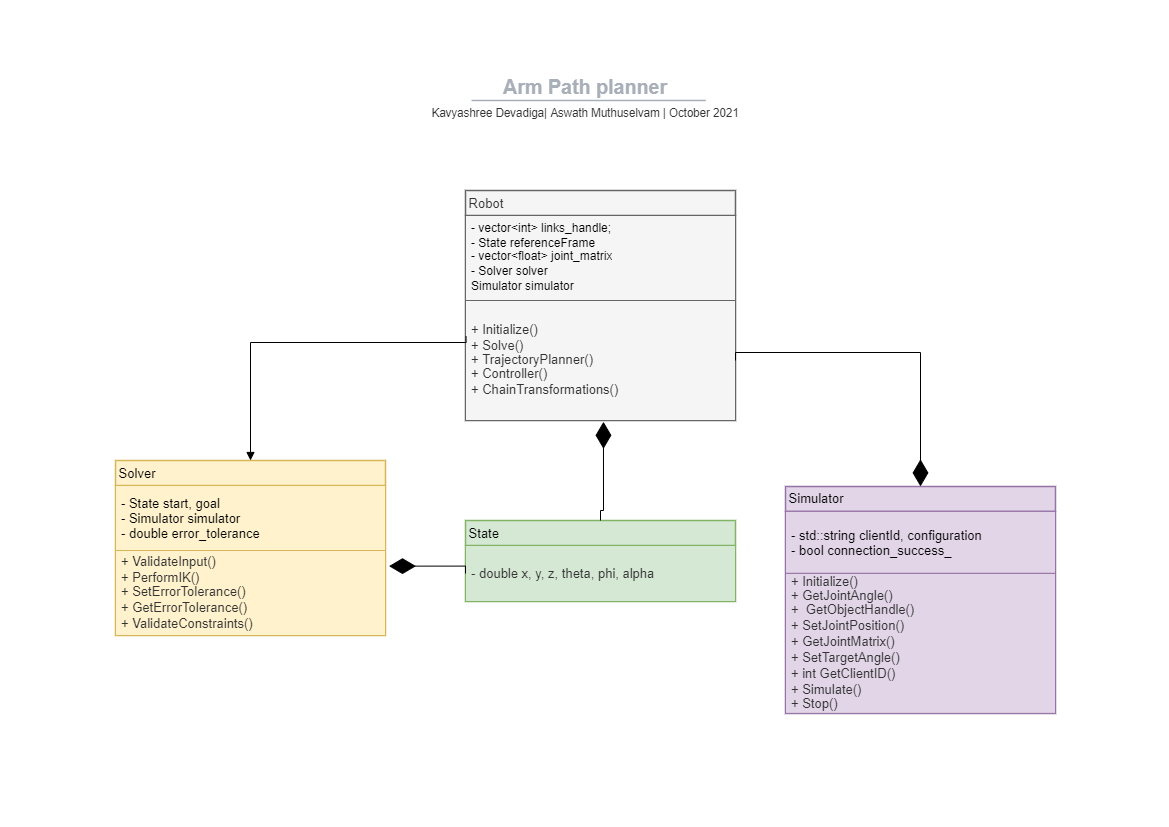 Arm Path planner
Kavyashree Devadiga| Aswath Muthuselvam | October 2021
Robot
- vector<int> links_handle;
- State referenceFrame
- vector<float> joint_matrix
- Solver solver
Simulator simulator
+ Initialize()
+ Solve()
+ TrajectoryPlanner()
+ Controller()
+ ChainTransformations()
Solver
- State start, goal
- Simulator simulator
- double error_tolerance
+ ValidateInput()
+ PerformIK()
+ SetErrorTolerance()
+ GetErrorTolerance()
+ ValidateConstraints()
State
- double x, y, z, theta, phi, alpha
Simulator
- std::string clientId, configuration
- bool connection_success_
+ Initialize()
+ GetJointAngle()
+  GetObjectHandle()
+ SetJointPosition()
+ GetJointMatrix()
+ SetTargetAngle()
+ int GetClientID()
+ Simulate()
+ Stop()